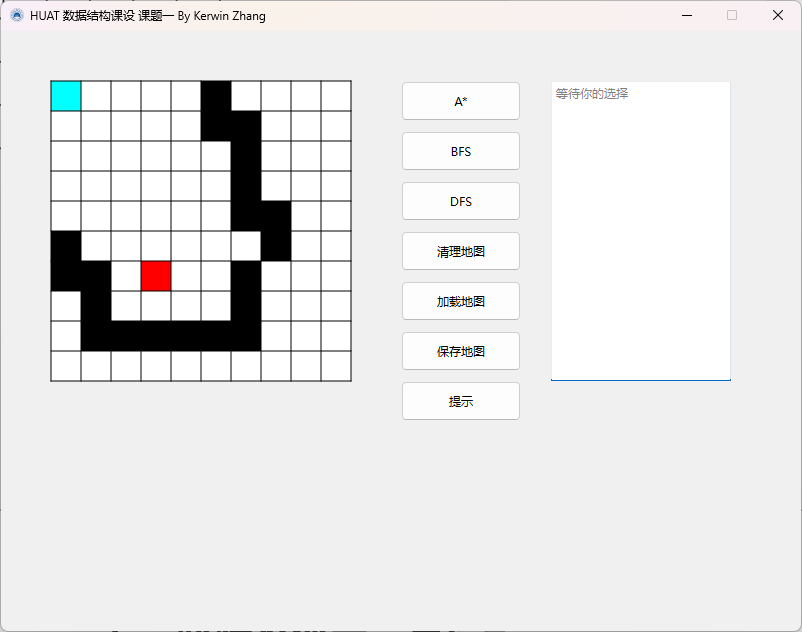 HUAT 数据结构课设 课题一 By Kerwin Zhang
A*
BFS
DFS
清理地图
加载地图
保存地图
提示
等待你的选择